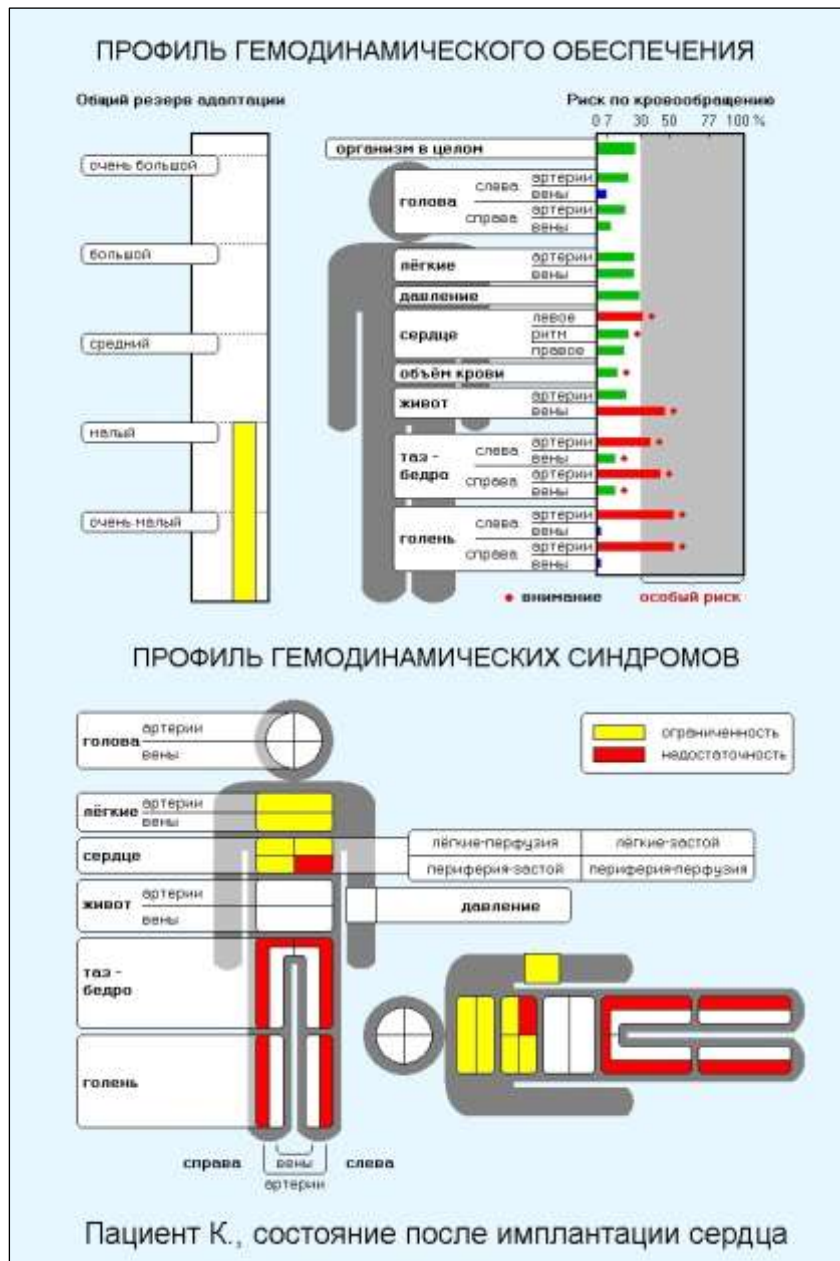 ПРОФИЛЬ ГЕМОДИНАМИЧЕСКОГО ОБЕСПЕЧЕНИЯ
Общий резерв адаптации
очень большой
большой
средний
малый
очень малый
Риск по кровообращению
0 7 30 50 77 100 %
организм в целом
голова
слева
артерии
вены
справа
артерии
вены
лёгкие
артерии
вены
давление
сердце
левое
ритм
правое
объём крови
живот
артерии
вены
таз -
бедро
слева
артерии
вены
справа
артерии
вены
голень
слева
артерии
вены
справа
артерии
вены
внимание
особый риск
ПРОФИЛЬ ГЕМОДИНАМИЧЕСКИХ СИНДРОМОВ
голова
артерии
вены
ограниченность
недостаточность
лёгкие
артерии
вены
сердце
лёгкие-перфузия
лёгкие-застой
периферия-застой
периферия-перфузия
живот
артерии
вены
давление
таз -
бедро
голень
справа
вены
слева
артерии
Пациент К., состояние после имплантации сердца